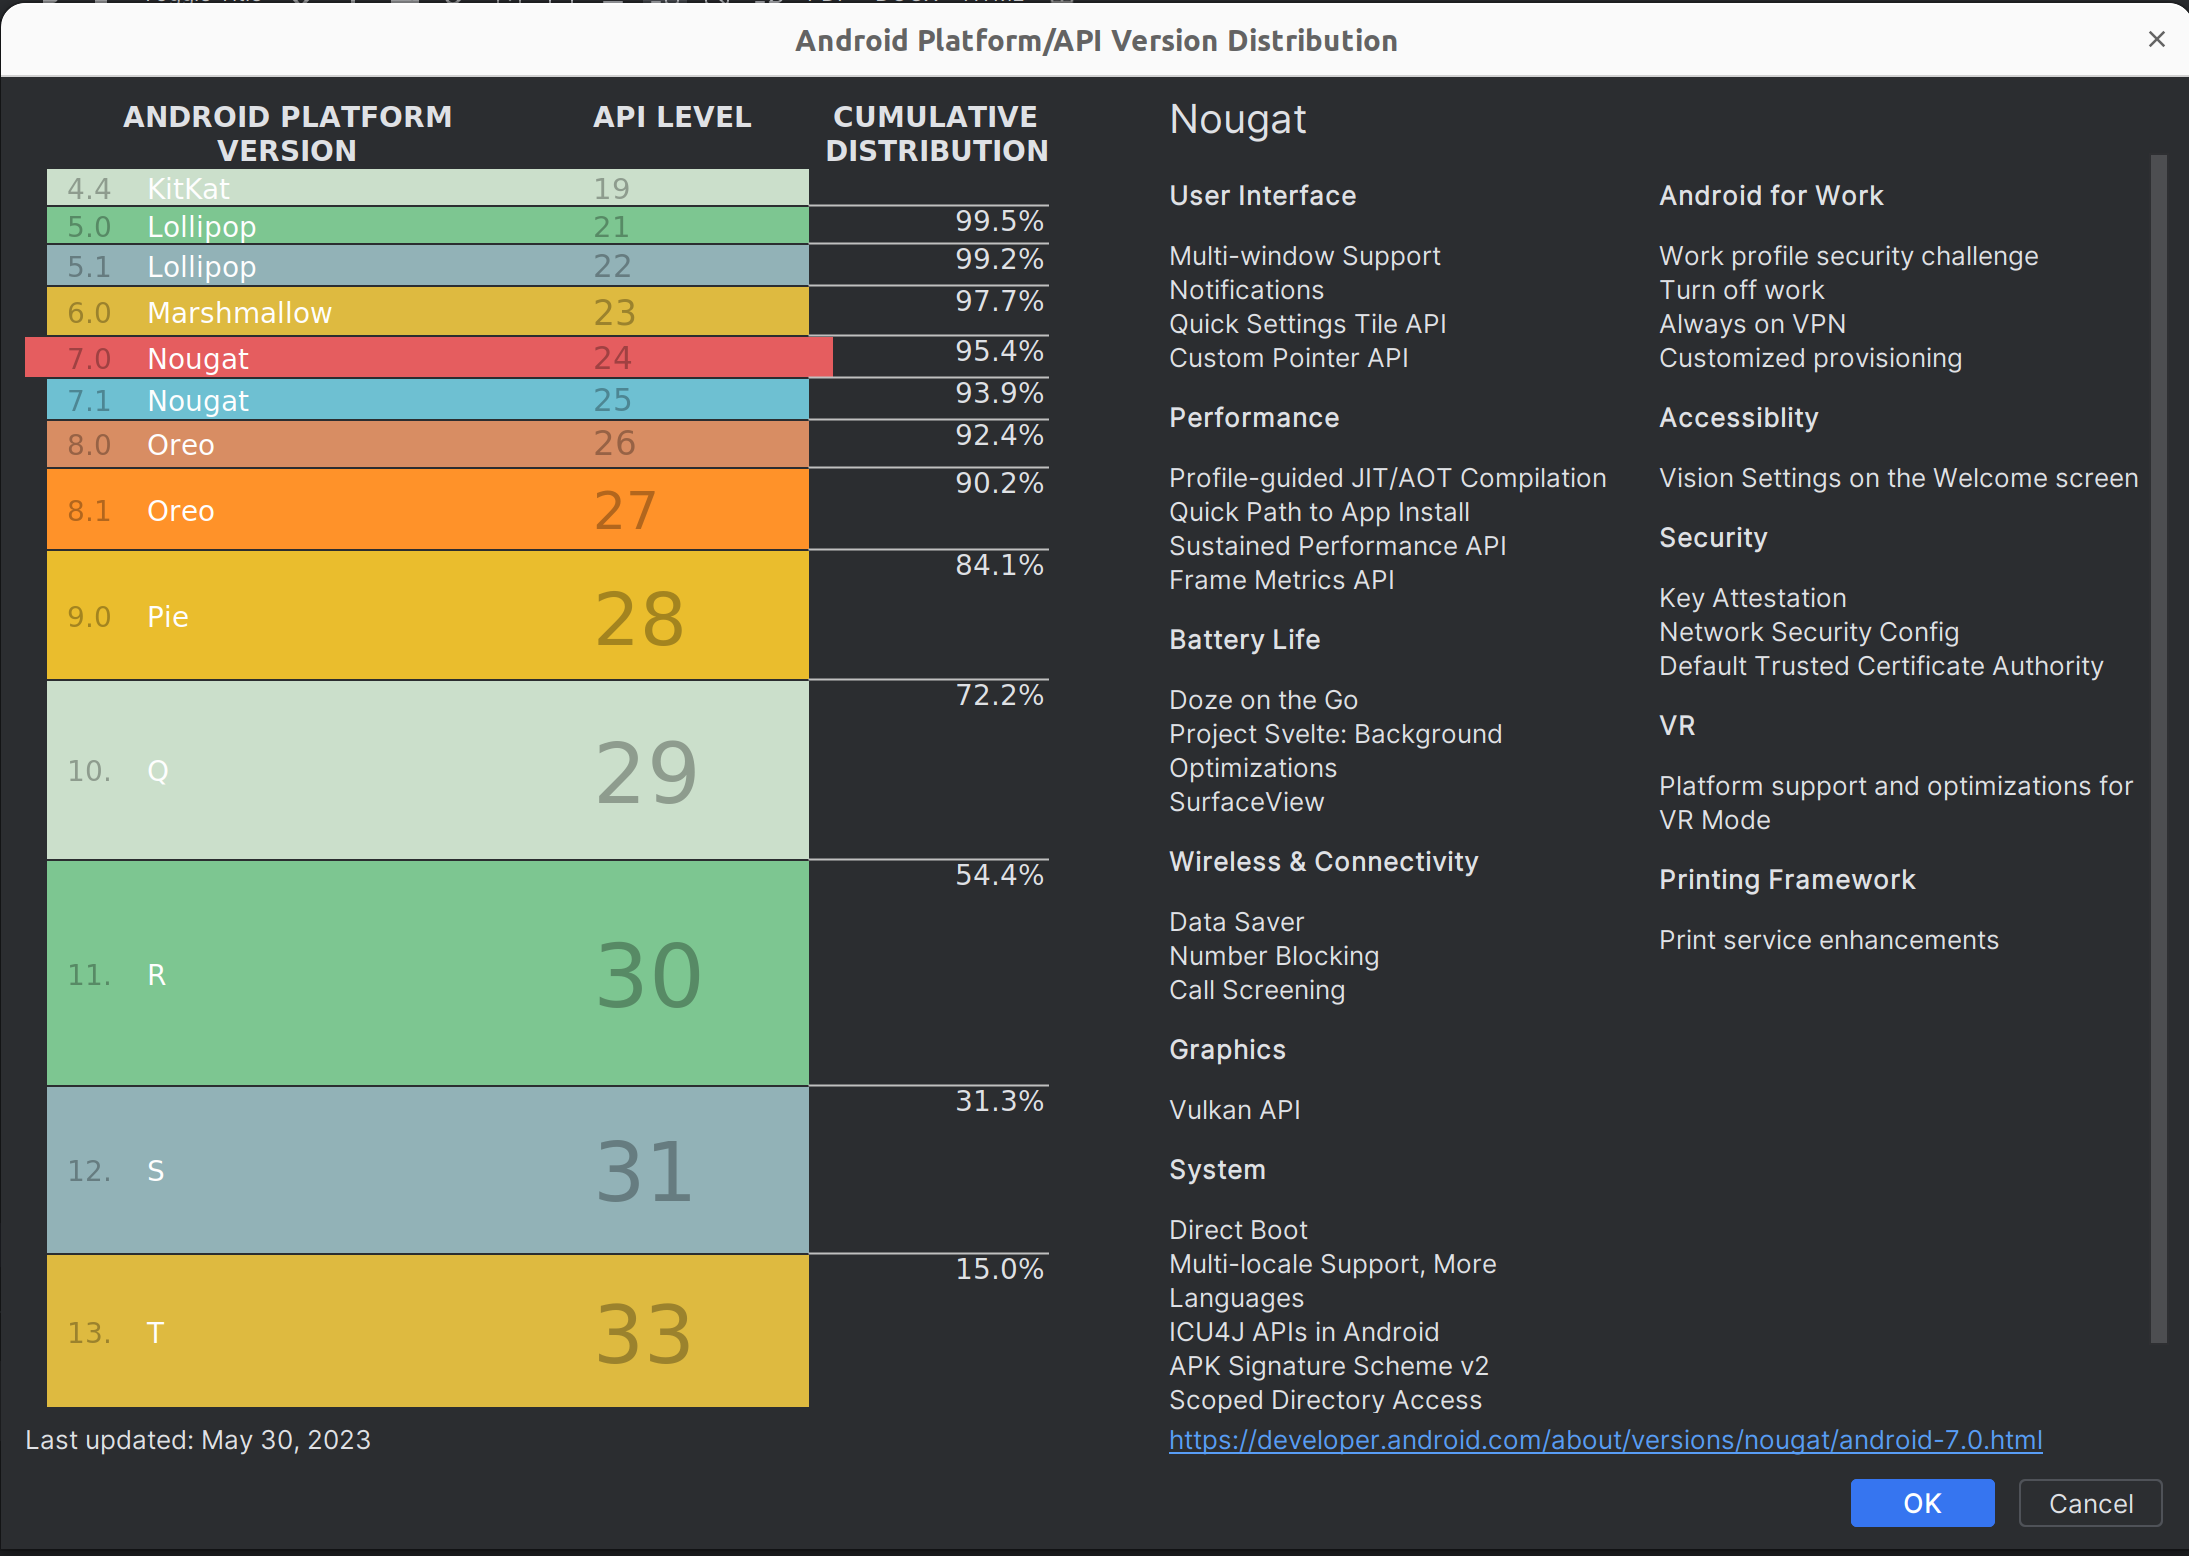 Android Platform/API Version Distribution
ANDROID PLATFORM
VERSION
API LEVEL
CUMULATIVE
DISTRIBUTION
4.4 KitKat 19
99.5%
5.0 Lollipop 21
99.2%
5.1 Lollipop 22
97.7%
6.0 Marshmallow 23
95.4%
7.0 Nougat 24
93.9%
7.1 Nougat 25
92.4%
8.0 Oreo 26
90.2%
8.1 Oreo 27
84.1%
9.0 Pie 28
72.2%
10. Q 29
54.4%
11. R 30
31.3%
12. S 31
15.0%
13. T 33
Last updated: May 30, 2023
Nougat
User Interface
Multi-window Support
Notifications
Quick Settings Tile API
Custom Pointer API
Performance
Profile-guided JIT/AOT Compilation
Quick Path to App Install
Sustained Performance API
Frame Metrics API
Battery Life
Doze on the Go
Project Svelte: Background
Optimizations
SurfaceView
Wireless & Connectivity
Data Saver
Number Blocking
Call Screening
Graphics
Vulkan API
System
Direct Boot
Multi-locale Support, More
Languages
ICU4J APIs in Android
APK Signature Scheme v2
Scoped Directory Access
Android for Work
Work profile security challenge
Turn off work
Always on VPN
Customized provisioning
Accessiblity
Vision Settings on the Welcome screen
Security
Key Attestation
Network Security Config
Default Trusted Certificate Authority
VR
Platform support and optimizations for
VR Mode
Printing Framework
Print service enhancements
https://developer.android.com/about/versions/nougat/android-7.0.html
OK
Cancel